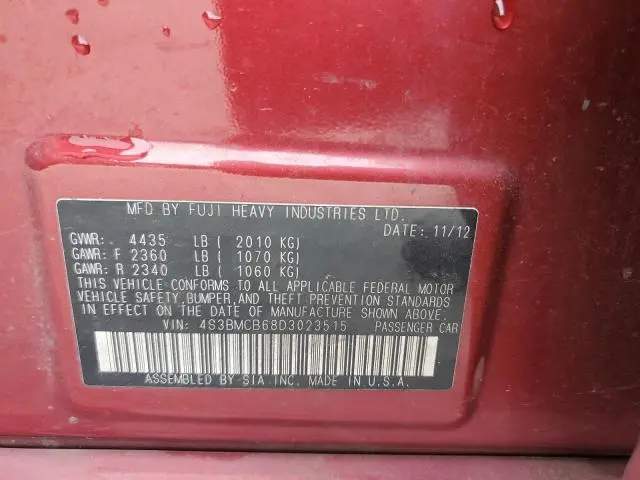 MFD BY FUJI HEAVY INDUSTRIES LTD.
DATE: 11/12
GVWR: 4435 LB ( 2010 KG)
GAWR: F 2360 LB ( 1070 KG)
GAWR: R 2340 LB ( 1060 KG)
THIS VEHICLE CONFORMS TO ALL APPLICABLE FEDERAL MOTOR
VEHICLE SAFETY,BUMPER,AND THEFT PREVENTION STANDARDS
IN EFFECT ON THE DATE OF MANUFACTURE SHOWN ABOVE.
VIN: 4S3BMCB68D3023515 PASSENGER CAR
ASSEMBLED BY SIA INC. MADE IN U.S.A.